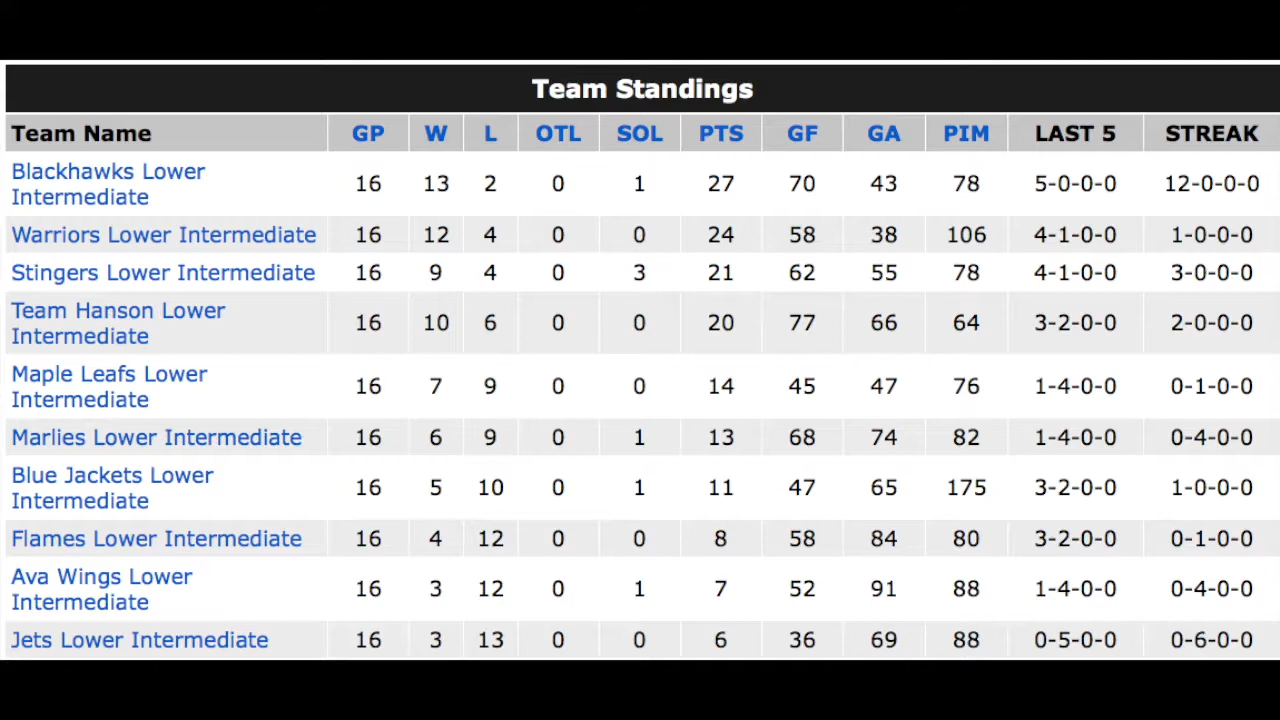 Team Standings
Team Name GP W L OTL SOL PTS GF GA PIM LAST 5 STREAK
Blackhawks Lower
Intermediate 16 13 2 0 1 27 70 43 78 5-0-0-0 12-0-0-0
Warriors Lower Intermediate 16 12 4 0 0 24 58 38 106 4-1-0-0 1-0-0-0
Stingers Lower Intermediate 16 9 4 0 3 21 62 55 78 4-1-0-0 3-0-0-0
Team Hanson Lower
Intermediate 16 10 6 0 0 20 77 66 64 3-2-0-0 2-0-0-0
Maple Leafs Lower
Intermediate 16 7 9 0 0 14 45 47 76 1-4-0-0 0-1-0-0
Marlies Lower Intermediate 16 6 9 0 1 13 68 74 82 1-4-0-0 0-4-0-0
Blue Jackets Lower
Intermediate 16 5 10 0 1 11 47 65 175 3-2-0-0 1-0-0-0
Flames Lower Intermediate 16 4 12 0 0 8 58 84 80 3-2-0-0 0-1-0-0
Ava Wings Lower
Intermediate 16 3 12 0 1 7 52 91 88 1-4-0-0 0-4-0-0
Jets Lower Intermediate 16 3 13 0 0 6 36 69 88 0-5-0-0 0-6-0-0